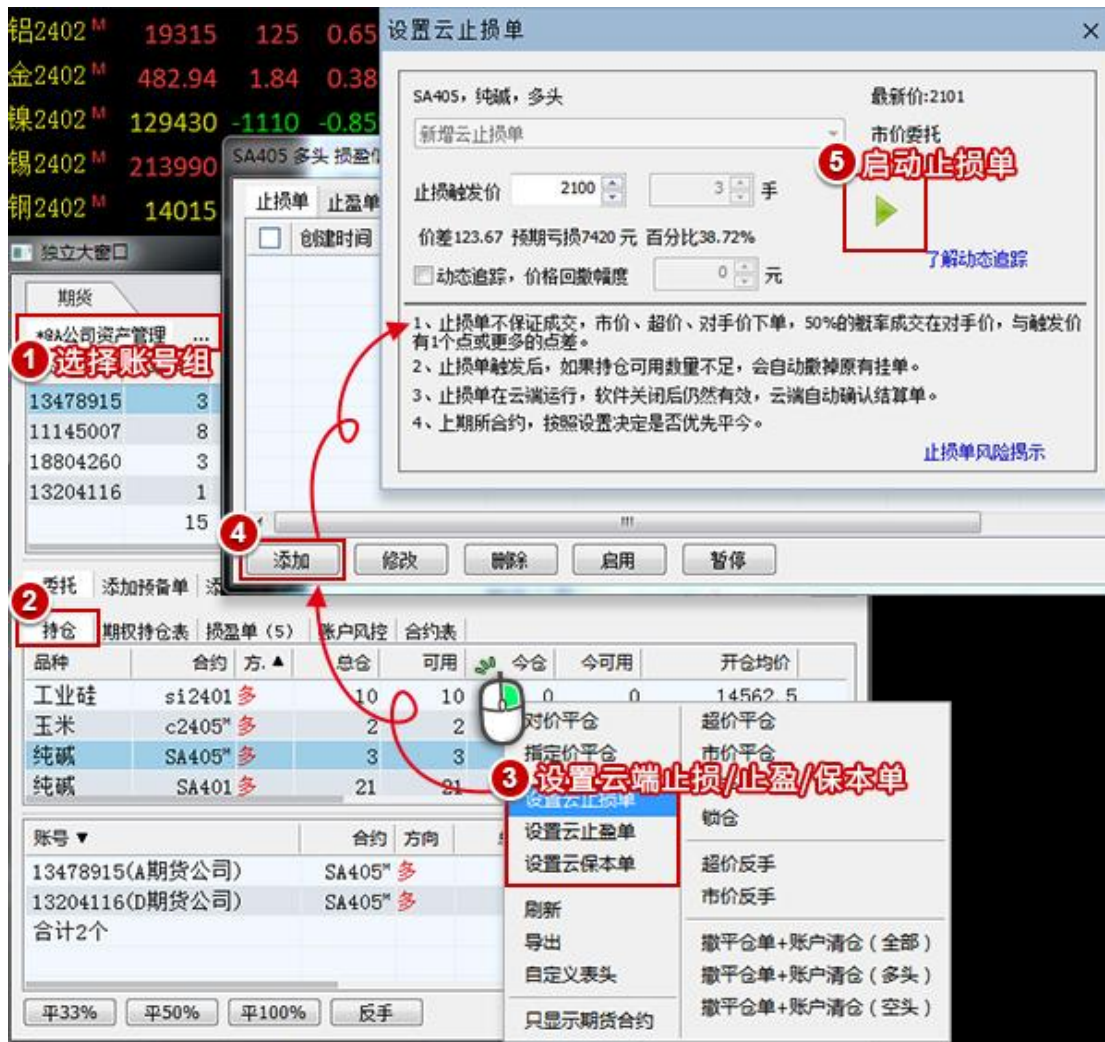 铝2402 M 19315 125 0.65
金2402 M 482.94 1.84 0.38
镍2402 M 129430 -1110 -0.85
锡2402 M 213990
钢2402 M 14015
设置云止损单
SA405，纯碱，多头 最新价:2101
新增云止损单 市价委托
5 启动止损单
止损触发价 2100 3 手
价差123.67 预期亏损7420 元 百分比38.72%
了解动态追踪
动态追踪，价格回撤幅度 0 元
1、止损单不保证成交，市价、超价、对手价下单，50%的概率成交在对手价，与触发价
有1个点或更多的点差。
2、止损单触发后，如果持仓可用数量不足，会自动撤掉原有挂单。
3、止损单在云端运行，软件关闭后仍然有效，云端自动确认结算单。
4、上期所合约，按照设置决定是否优先平今。
止损单风险揭示
SA405 多头 损盈
止损单 止盈单
创建时间
4
添加 修改 删除 启用 暂停
独立大窗口
期货
*8A公司资产管理 ...
1 选择账号组
13478915 3
11145007 8
18804260 3
13204116 1
15
委托 添加预备单
2
持仓 期权持仓表 损盈单 (5) 账户风控 合约表
品种 合约 方.▲ 总仓 可用 今仓 今可用 开仓均价
工业硅 si2401 多 10 10 0 0 14562.5
玉米 c2405M 多 2 2
纯碱 SA405M 多 3 3
纯碱 SA401 多 21 21
对价平仓 超价平仓
指定价平仓 市价平仓
3 设置云端止损/止盈/保本单
设置云止损单
锁仓
设置云止盈单
设置云保本单 超价反手
市价反手
刷新
导出 撤平仓单+账户清仓（全部）
自定义表头 撤平仓单+账户清仓（多头）
撤平仓单+账户清仓（空头）
只显示期货合约
账号▼ 合约 方向
13478915(A期货公司) SA405M 多
13204116(D期货公司) SA405M 多
合计2个
平33% 平50% 平100% 反手